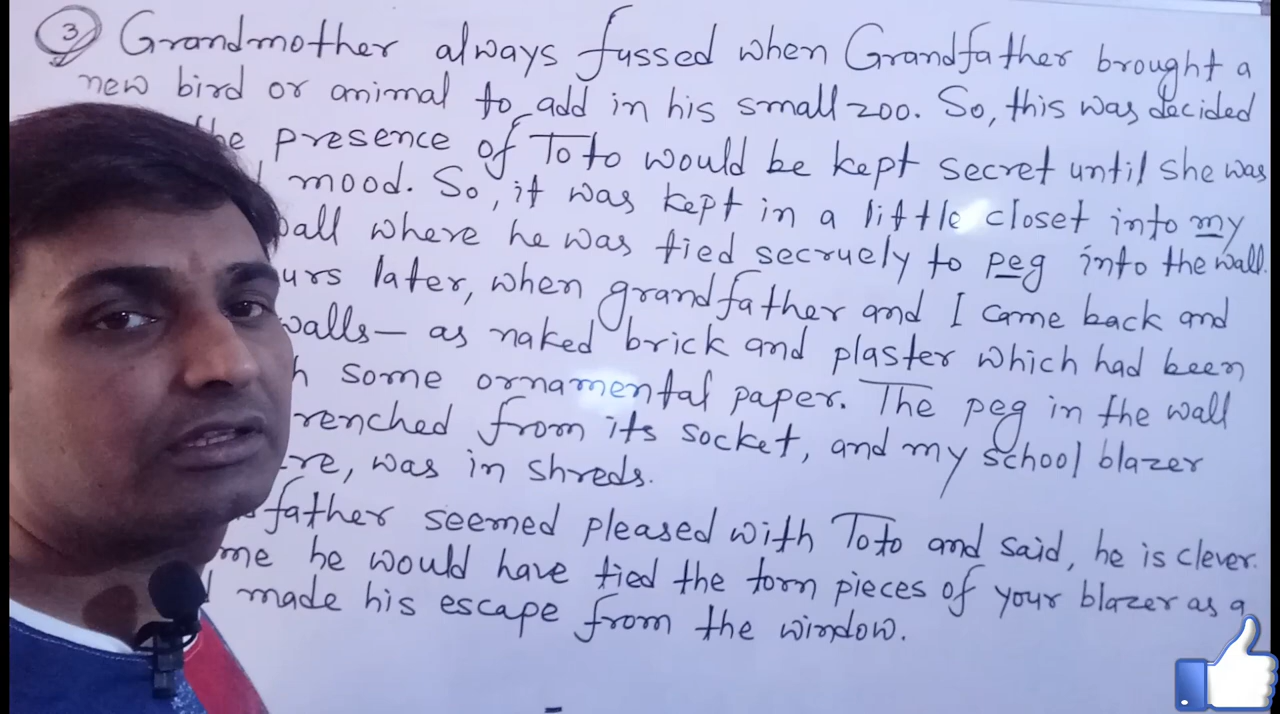 3 Grandmother always fussed when Grandfather brought a
new bird or animal to add in his small zoo. So, this was decided
the presence of Toto would be kept secret until she was
mood. So, it was kept in a little closet into my
wall where he was tied secruely to peg into the wall.
urs later, when grandfather and I came back and
walls— as naked brick and plaster which had been
h some ornamental paper. The peg in the wall
renched from its socket, and my school blazer
re, was in shreds.
father seemed pleased with Toto and said, he is clever.
me he would have tied the torn pieces of your blazer as a
made his escape from the window.